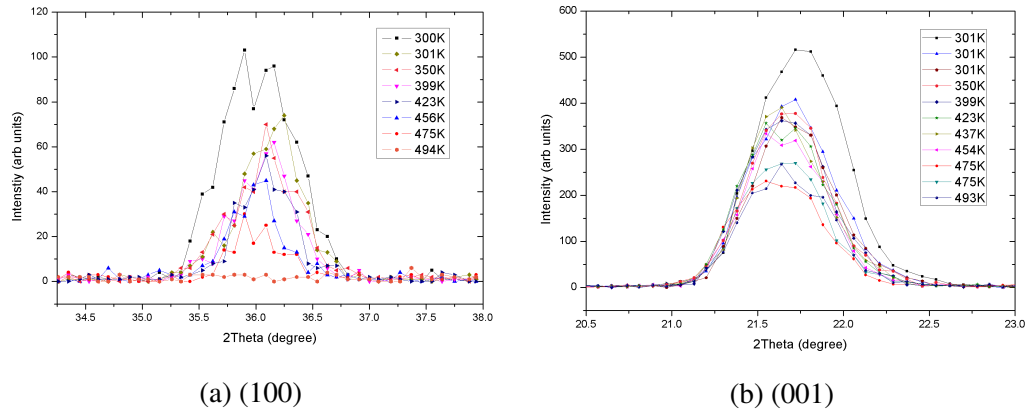 120
100
80
60
40
20
0
Intenstiy (arb units)
34.5 35.0 35.5 36.0 36.5 37.0 37.5 38.0
2Theta (degree)
300K
301K
350K
399K
423K
456K
475K
494K
(a) (100)
600
500
400
300
200
100
0
Intensity (arb units)
20.5 21.0 21.5 22.0 22.5 23.0
2Theta (degree)
301K
301K
301K
350K
399K
423K
437K
454K
475K
475K
493K
(b) (001)